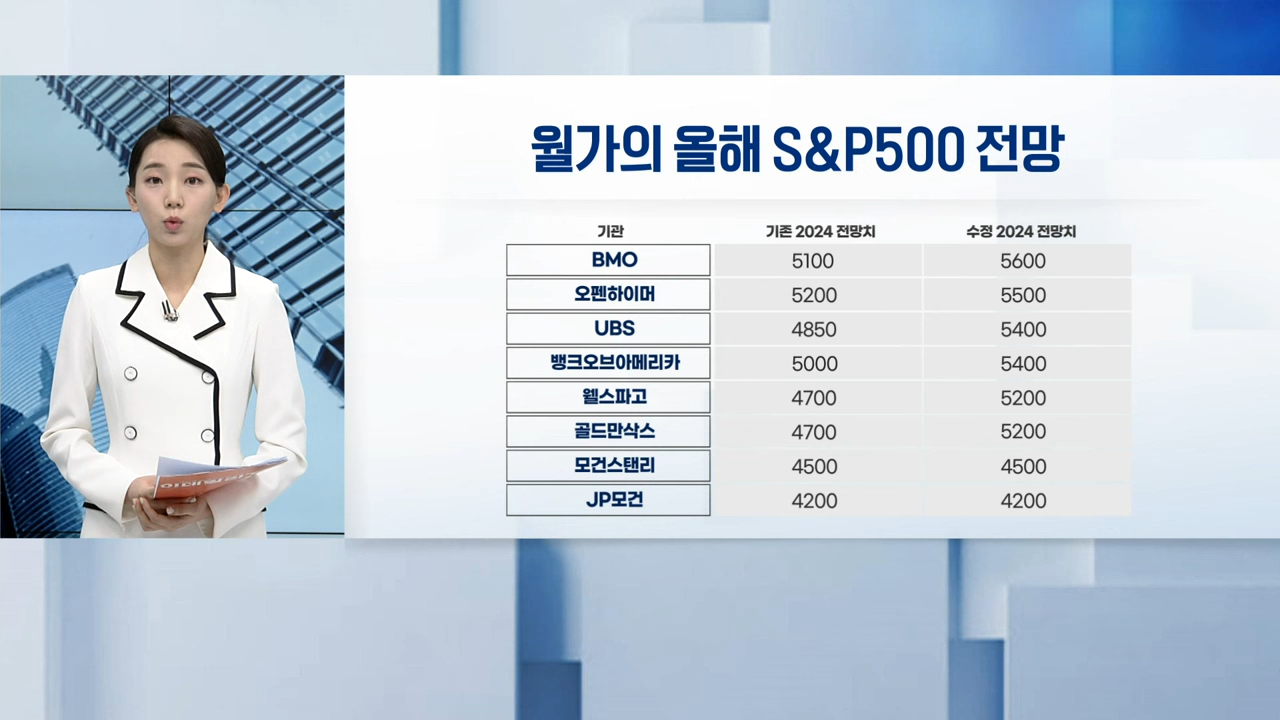 월가의 올해 S&P500 전망
기관 기존 2024 전망치 수정 2024 전망치
BMO 5100 5600
오펜하이머 5200 5500
UBS 4850 5400
뱅크오브아메리카 5000 5400
웰스파고 4700 5200
골드만삭스 4700 5200
모건스탠리 4500 4500
JP모건 4200 4200